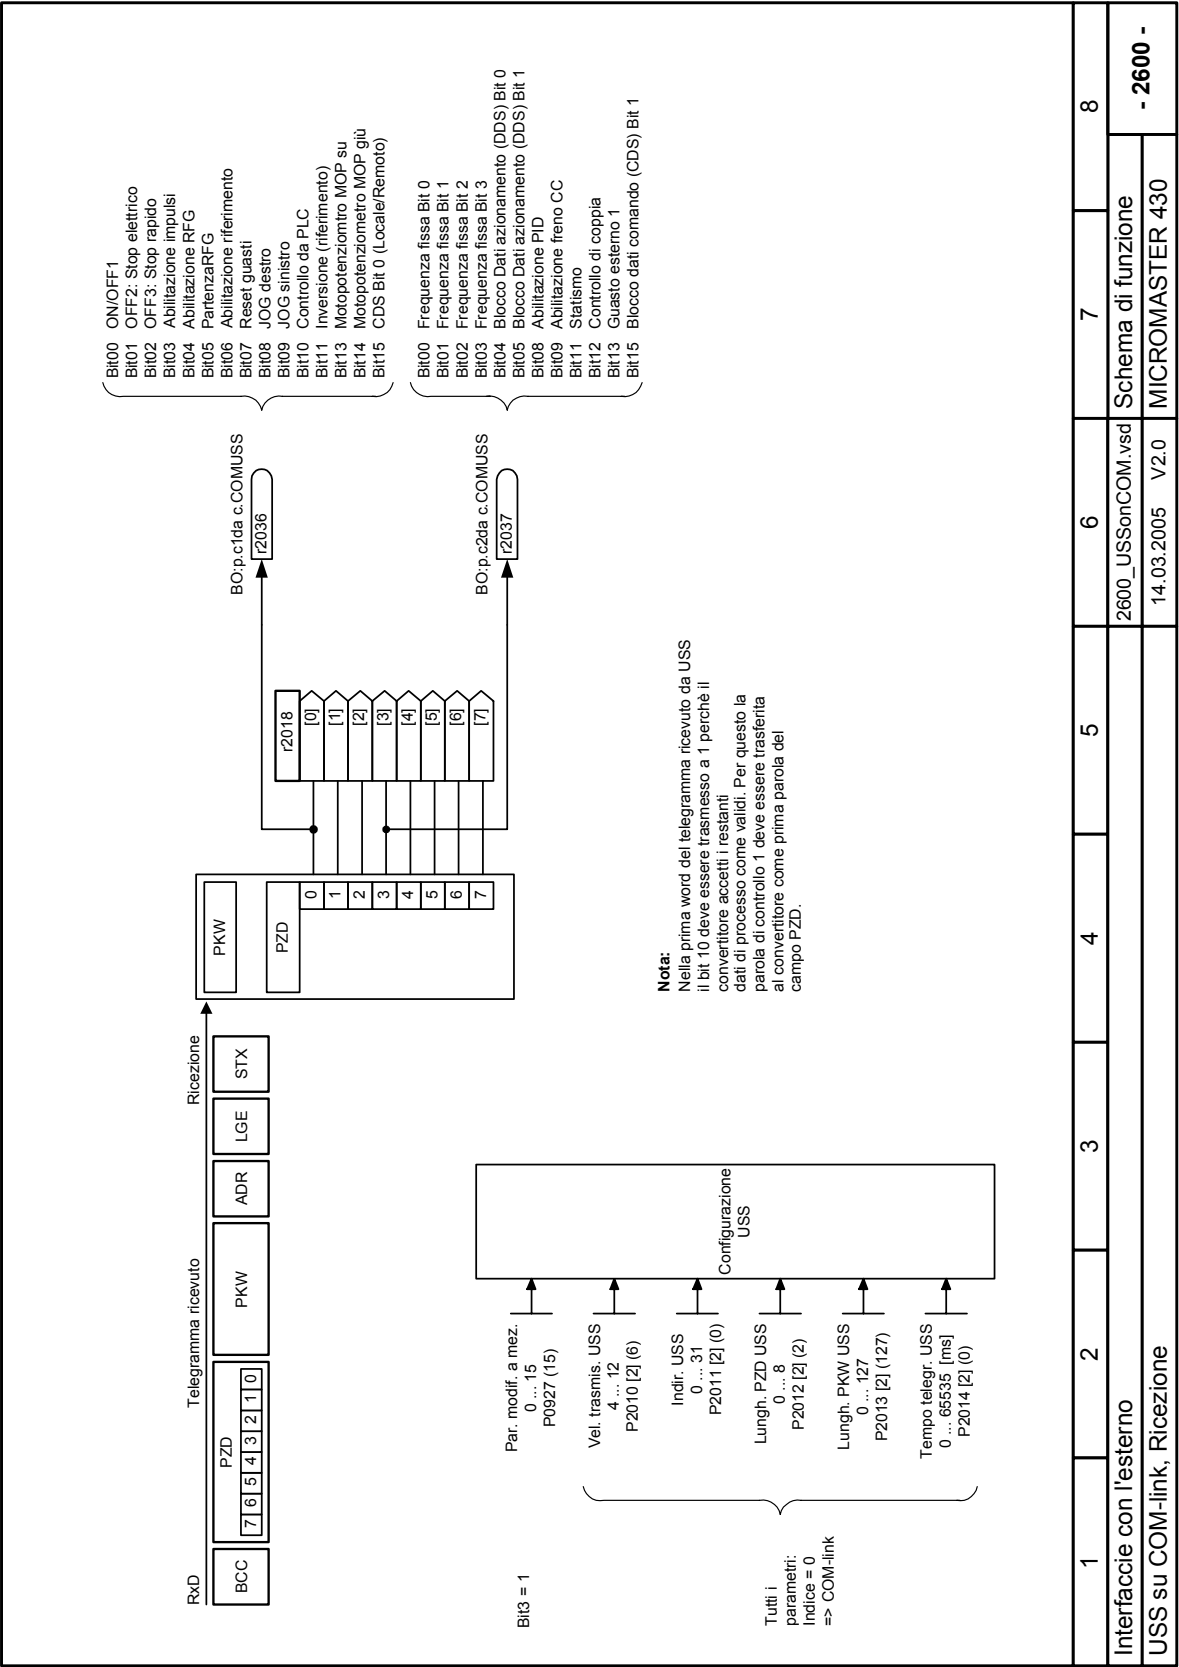 RxD
Telegramma ricevuto
Ricezione
BCC
PZD
7 6 5 4 3 2 1 0
PKW
ADR
LGE
STX
PKW
PZD
0
1
2
3
4
5
6
7
r2018
[0]
[1]
[2]
[3]
[4]
[5]
[6]
[7]
BO:p.c1da c.COMUSS
r2036
BO:p.c2da c.COMUSS
r2037
Bit00 ON/OFF1
Bit01 OFF2: Stop elettrico
Bit02 OFF3: Stop rapido
Bit03 Abilitazione impulsi
Bit04 Abilitazione RFG
Bit05 PartenzaRFG
Bit06 Abilitazione riferimento
Bit07 Reset guasti
Bit08 JOG destro
Bit09 JOG sinistro
Bit10 Controllo da PLC
Bit11 Inversione (riferimento)
Bit13 Motopotenziomtro MOP su
Bit14 Motopotenziometro MOP giù
Bit15 CDS Bit 0 (Locale/Remoto)
Bit00 Frequenza fissa Bit 0
Bit01 Frequenza fissa Bit 1
Bit02 Frequenza fissa Bit 2
Bit03 Frequenza fissa Bit 3
Bit04 Blocco Dati azionamento (DDS) Bit 0
Bit05 Blocco Dati azionamento (DDS) Bit 1
Bit08 Abilitazione PID
Bit09 Abilitazione freno CC
Bit11 Statismo
Bit12 Controllo di coppia
Bit13 Guasto esterno 1
Bit15 Blocco dati comando (CDS) Bit 1
Bit3 = 1
Par. modif. a mez.
0 ... 15
P0927 (15)
Vel. trasmis. USS
4 ... 12
P2010 [2] (6)
Indir. USS
0 ... 31
P2011 [2] (0)
Lungh. PZD USS
0 ... 8
P2012 [2] (2)
Lungh. PKW USS
0 ... 127
P2013 [2] (127)
Tempo telegr. USS
0 ... 65535 [ms]
P2014 [2] (0)
Tutti i
parametri:
Indice = 0
=> COM-link
Configurazione
USS
Nota:
Nella prima word del telegramma ricevuto da USS
il bit 10 deve essere trasmesso a 1 perchè il
convertitore accetti i restanti
dati di processo come validi. Per questo la
parola di controllo 1 deve essere trasferita
al convertitore come prima parola del
campo PZD.
1 2 3 4 5 6 7 8
Interfaccie con l'esterno
2600_USSonCOM.vsd
Schema di funzione
- 2600 -
USS su COM-link, Ricezione
14.03.2005 V2.0
MICROMASTER 430